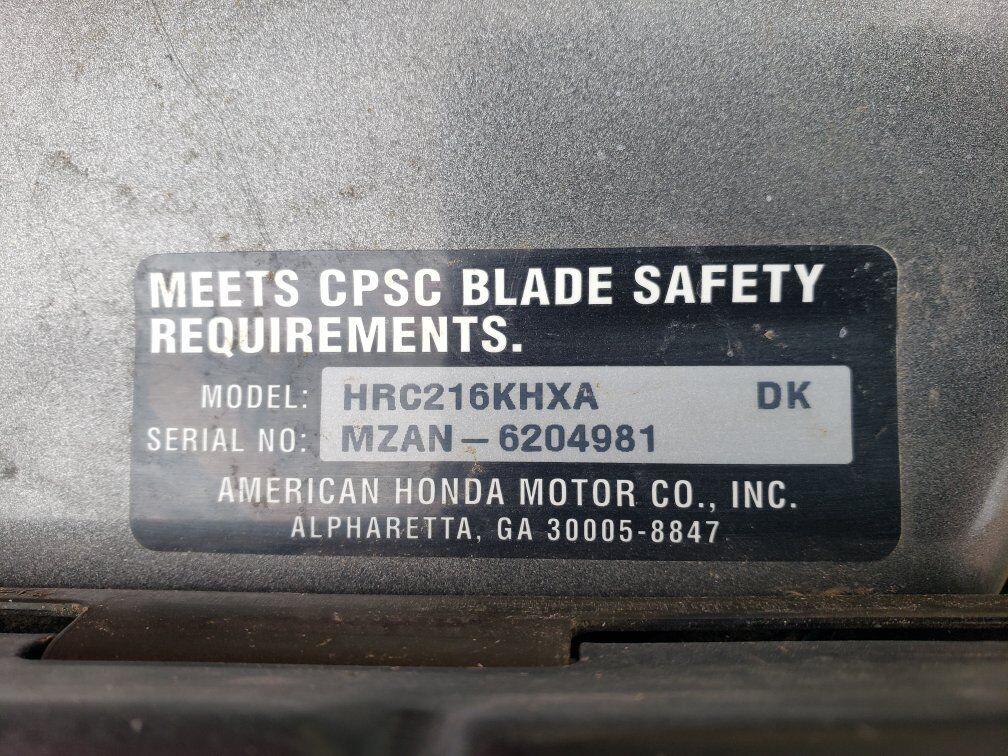 MEETS CPSC BLADE SAFETY
REQUIREMENTS.
MODEL: HRC216KHXA DK
SERIAL NO: MZAN-6204981
AMERICAN HONDA MOTOR CO., INC.
ALPHARETTA, GA 30005-8847